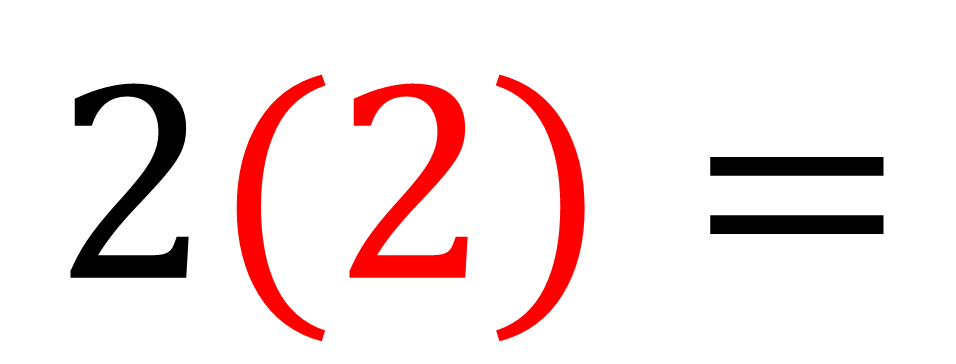 2(2) =